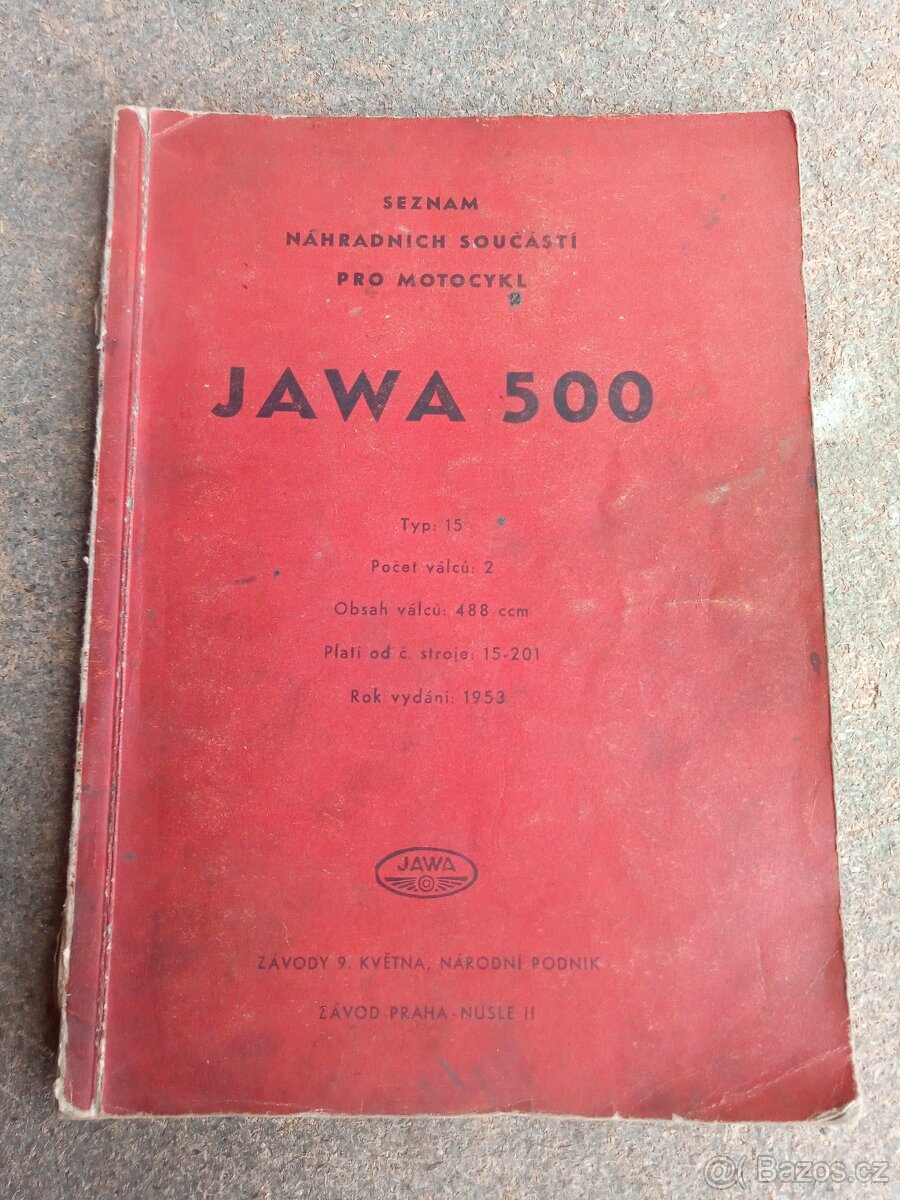 SEZNAM
NÁHRADNICH SOUČÁSTÍ
PRO MOTOCYKL
JAWA 500
Typ: 15
Počet válců: 2
Obsah válců: 488 ccm
Platí od č. stroje: 15-201
Rok vydání: 1953
JAWA
ZÁVODY 9. KVĚTNA, NÁRODNÍ PODNIK
ZÁVOD PRAHA - NUSLE II
@ Bazos.cz